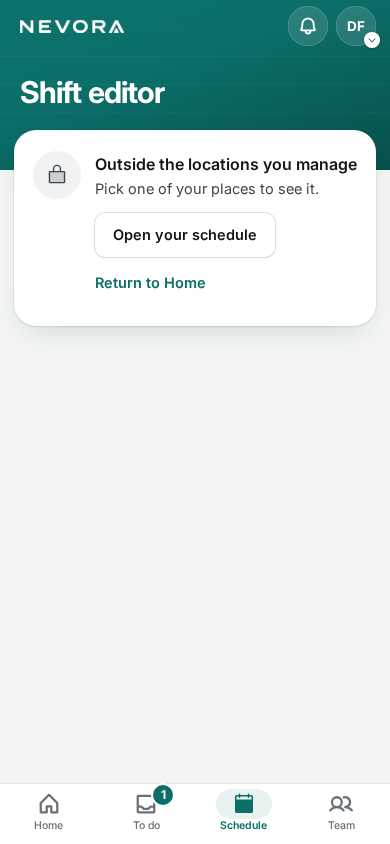 NEVORA
DF
Shift editor
Outside the locations you manage
Pick one of your places to see it.
Open your schedule
Return to Home
1
Home
To do
Schedule
Team